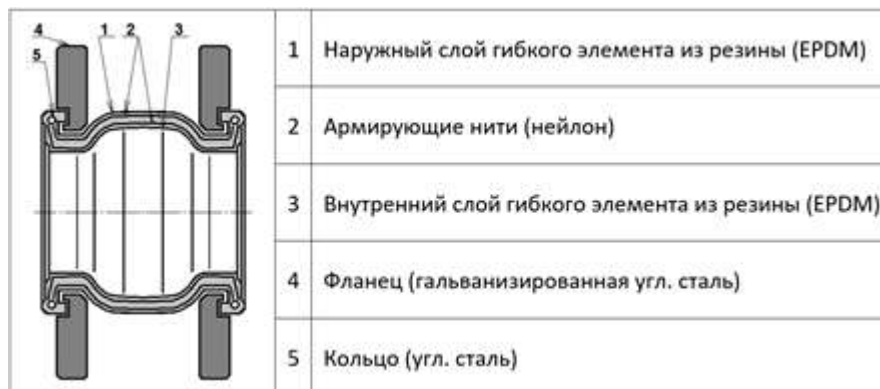 4 1 2 3
5
1 Наружный слой гибкого элемента из резины (EPDM)
2 Армирующие нити (нейлон)
3 Внутренний слой гибкого элемента из резины (EPDM)
4 Фланец (гальванизированная угл. сталь)
5 Кольцо (угл. сталь)